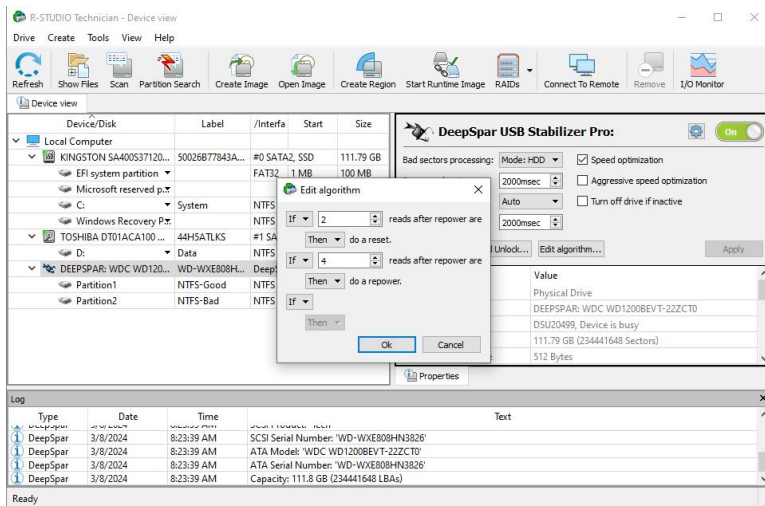 R-STUDIO Technician - Device view
Drive Create Tools View Help
Refresh Show Files Scan Partition Search Create Image Open Image Create Region Start Runtime Image RAIDs Connect To Remote Remove I/O Monitor
Device view
Device/Disk Label /Interfa Start Size
Local Computer
KINGSTON SA400S37120... 50026B77843A... #0 SATA2, SSD 111.79 GB
EFI system partition FAT32 1 MB 100 MB
Microsoft reserved p...
C: System NTFS
Windows Recovery P... NTFS
TOSHIBA DT01ACA100 ... 44H5ATLKS #1 SA
D: Data NTFS
DEEPSPAR: WDC WD120... WD-WXE808H... Deep
Partition1 NTFS-Good NTFS
Partition2 NTFS-Bad NTFS
DeepSpar USB Stabilizer Pro: On
Bad sectors processing: Mode: HDD Speed optimization
2000msec Aggressive speed optimization
Auto Turn off drive if inactive
2000msec
Unlock... Edit algorithm... Apply
Value
Physical Drive
DEEPSPAR: WDC WD1200BEVT-22ZCT0
DSU20499, Device is busy
111.79 GB (234441648 Sectors)
512 Bytes
Properties
Edit algorithm
If 2 reads after repower are
Then do a reset.
If 4 reads after repower are
Then do a repower.
If
Then
Ok Cancel
Log
Type Date Time Text
DeepSpar 3/8/2024 8:23:39 AM SCSI Serial Number: 'WD-WXE808HN3826'
DeepSpar 3/8/2024 8:23:39 AM ATA Model: 'WDC WD1200BEVT-22ZCT0'
DeepSpar 3/8/2024 8:23:39 AM ATA Serial Number: 'WD-WXE808HN3826'
DeepSpar 3/8/2024 8:23:39 AM Capacity: 111.8 GB (234441648 LBAs)
Ready